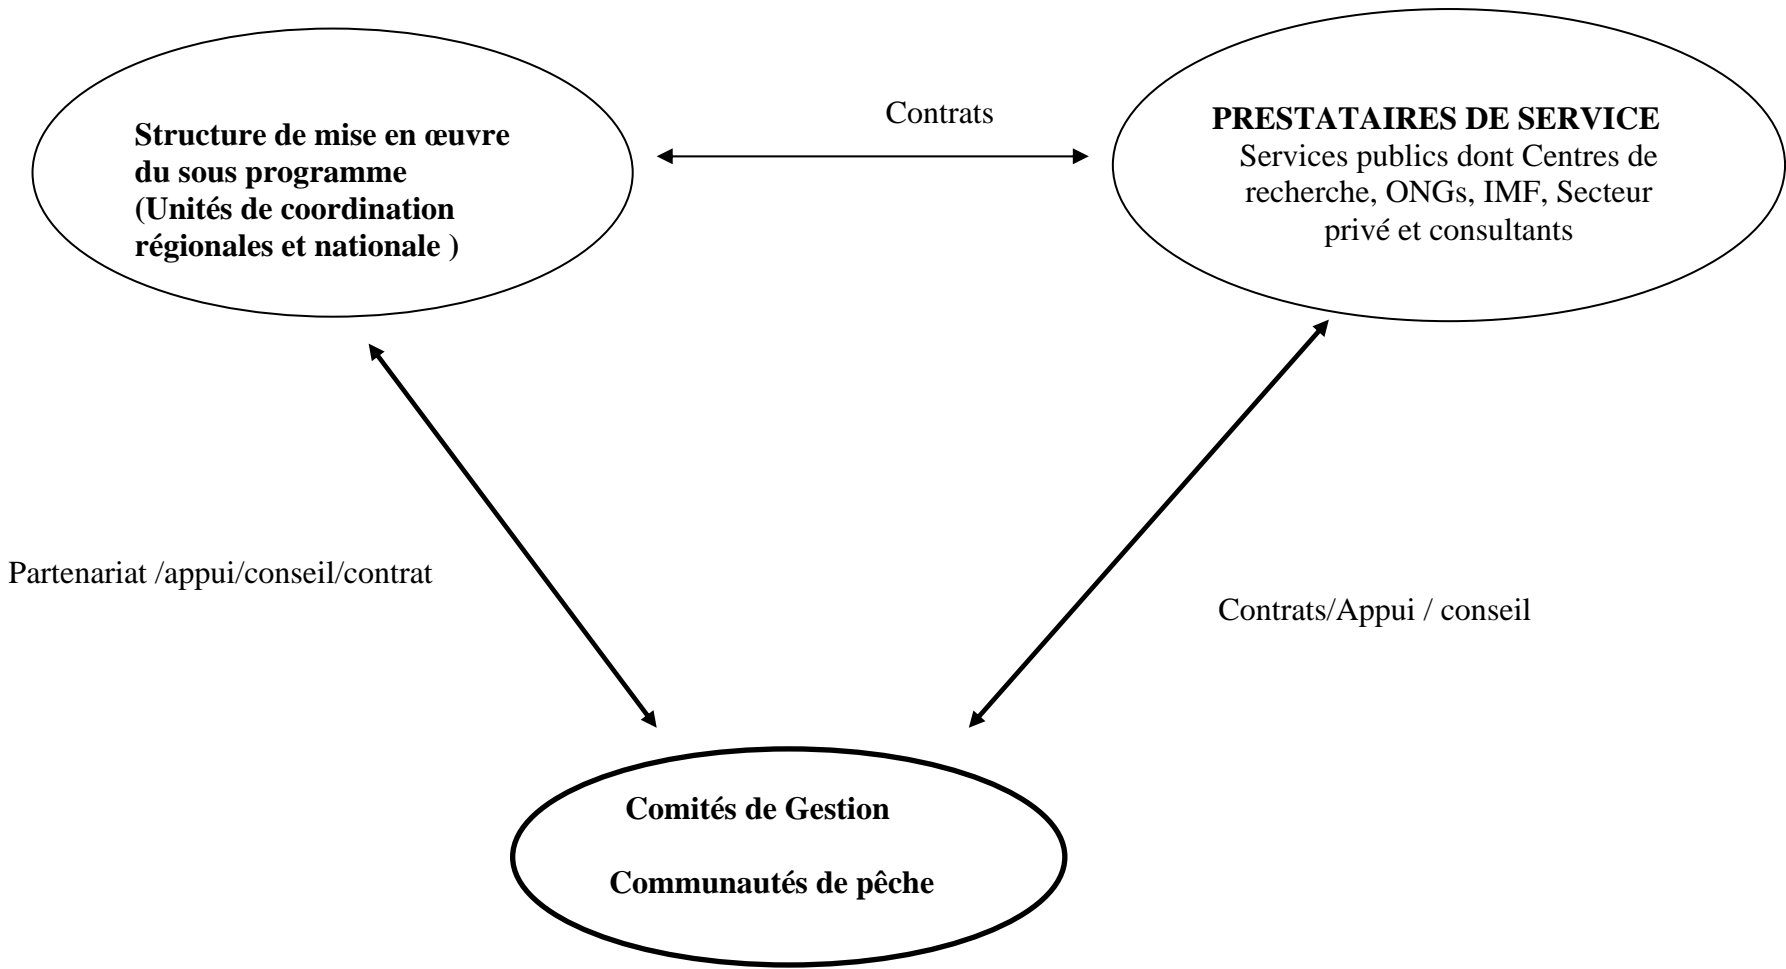 Structure de mise en œuvre
du sous programme
(Unités de coordination
régionales et nationale )
Contrats
PRESTATAIRES DE SERVICE
Services publics dont Centres de
recherche, ONGs, IMF, Secteur
privé et consultants
Partenariat /appui/conseil/contrat
Contrats/Appui / conseil
Comités de Gestion
Communautés de pêche